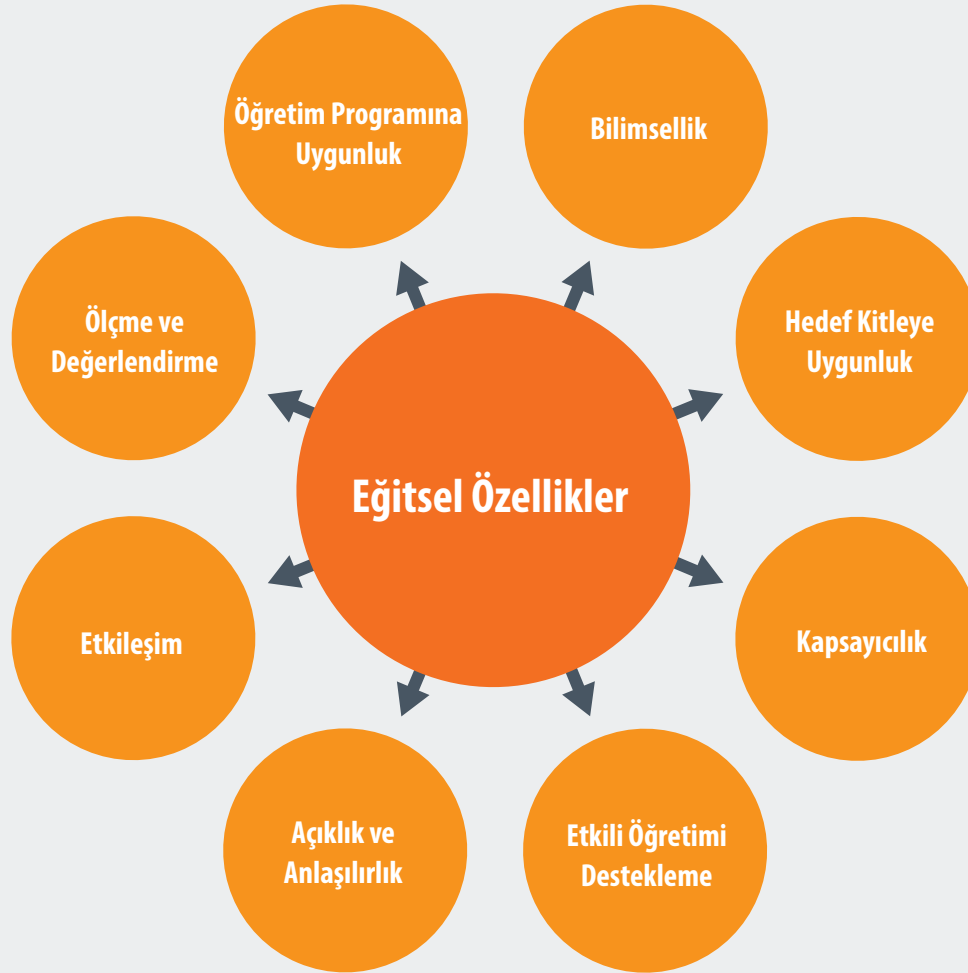 Öğretim Programına
Uygunluk
Bilimsellik
Ölçme ve
Değerlendirme
Hedef Kitleye
Uygunluk
Eğitsel Özellikler
Etkileşim
Kapsayıcılık
Açıklık ve
Anlaşılırlık
Etkili Öğretimi
Destekleme